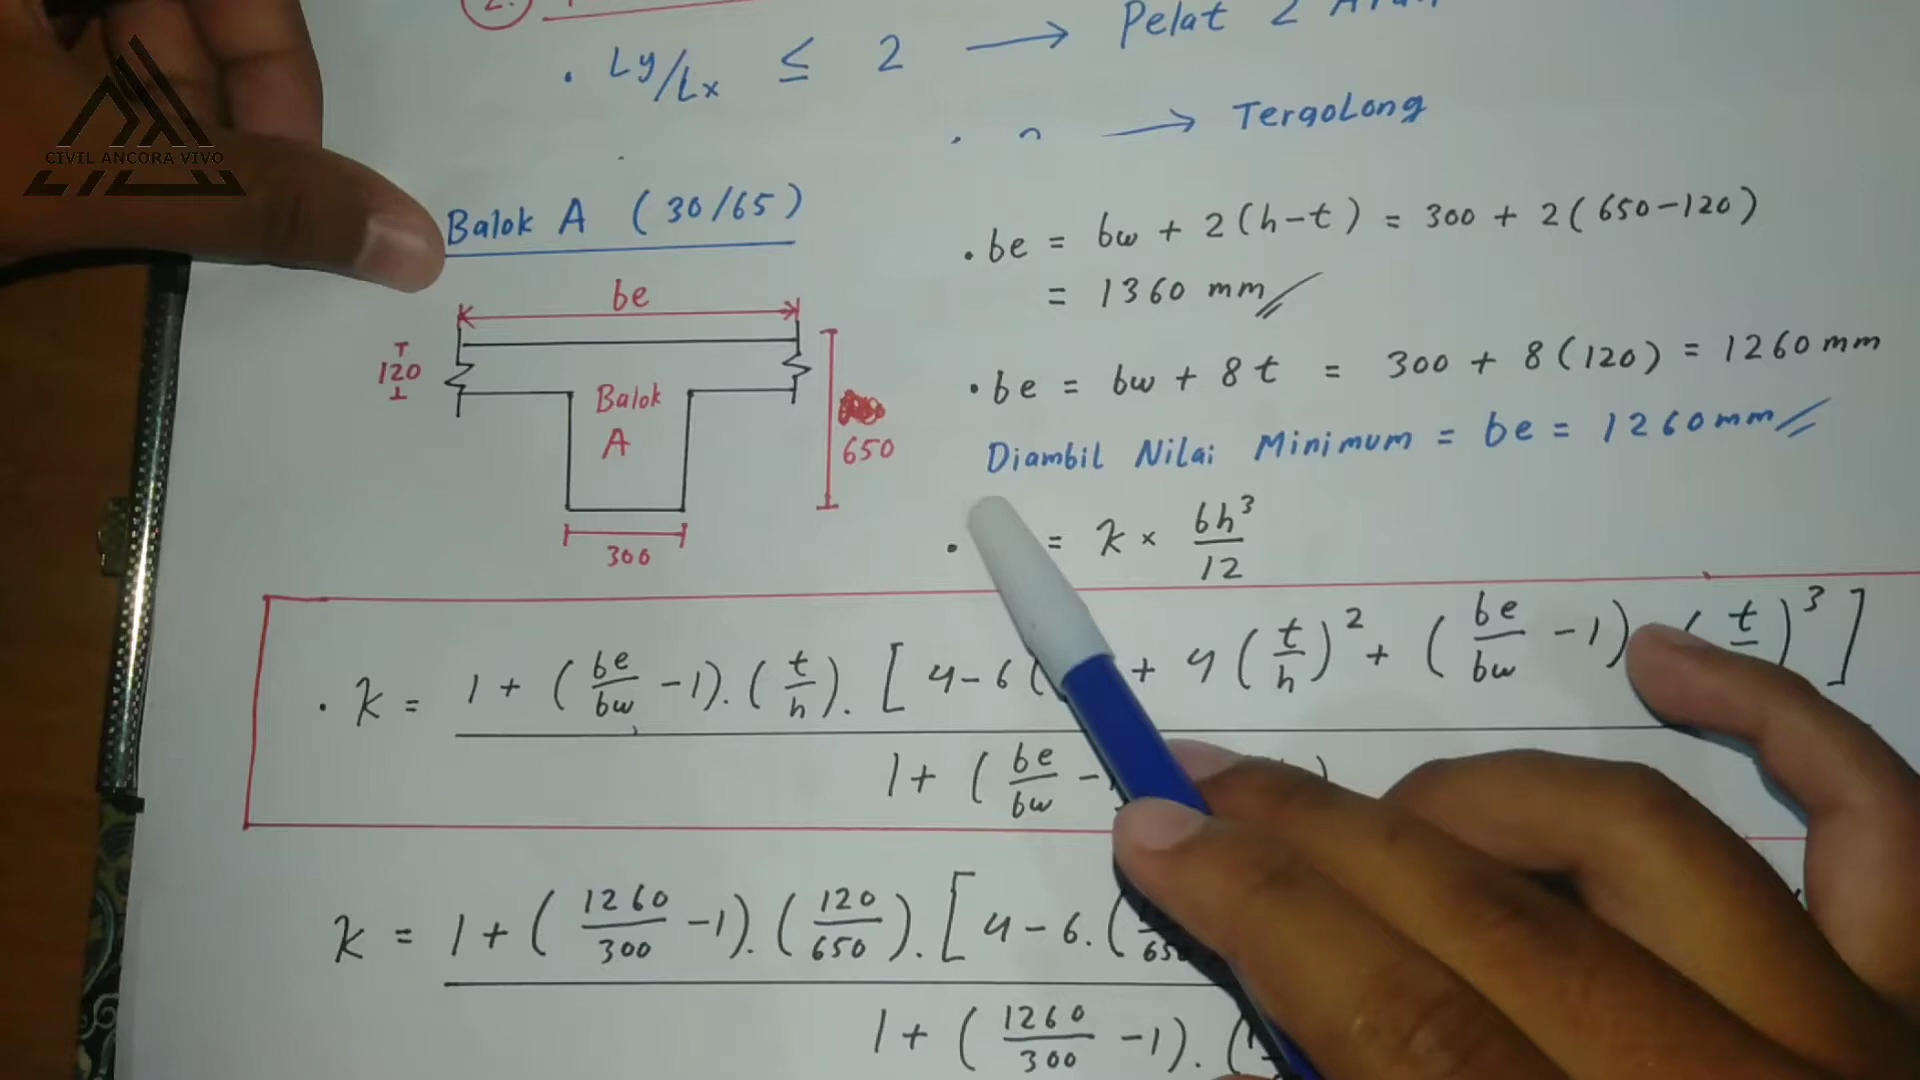 2.
. Ly/Lx ≤ 2 → Pelat 2
. → Tergolong
CIVIL ANCORA VIVO
Balok A (30/65)
. be = bw + 2(h-t) = 300 + 2(650-120)
= 1360 mm
. be = bw + 8t = 300 + 8(120) = 1260 mm
Diambil Nilai Minimum = be = 1260 mm
be
120
Balok
A
650
300
. = K × bh³/12
. K = 1 + (be/bw -1).(t/h).[4-6( + 4(t/h)² + (be/bw -1) (t )³]
1 + (be/bw -
K = 1 + (1260/300 -1).(120/650).[4-6.(
1 + (1260/300 -1).(